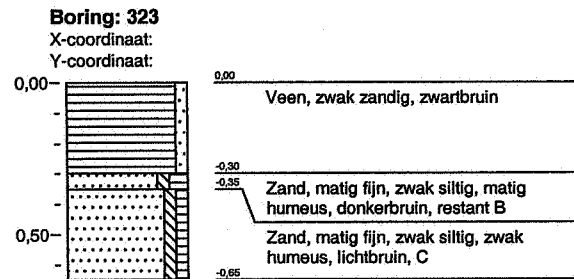 Boring: 323
X-coordinaat:
Y-coordinaat:
0,00
0,00
Veen, zwak zandig, zwartbruin
-0,30
-0,35
Zand, matig fijn, zwak siltig, matig
humeus, donkerbruin, restant B
0,50
Zand, matig fijn, zwak siltig, zwak
humeus, lichtbruin, C
-0,65